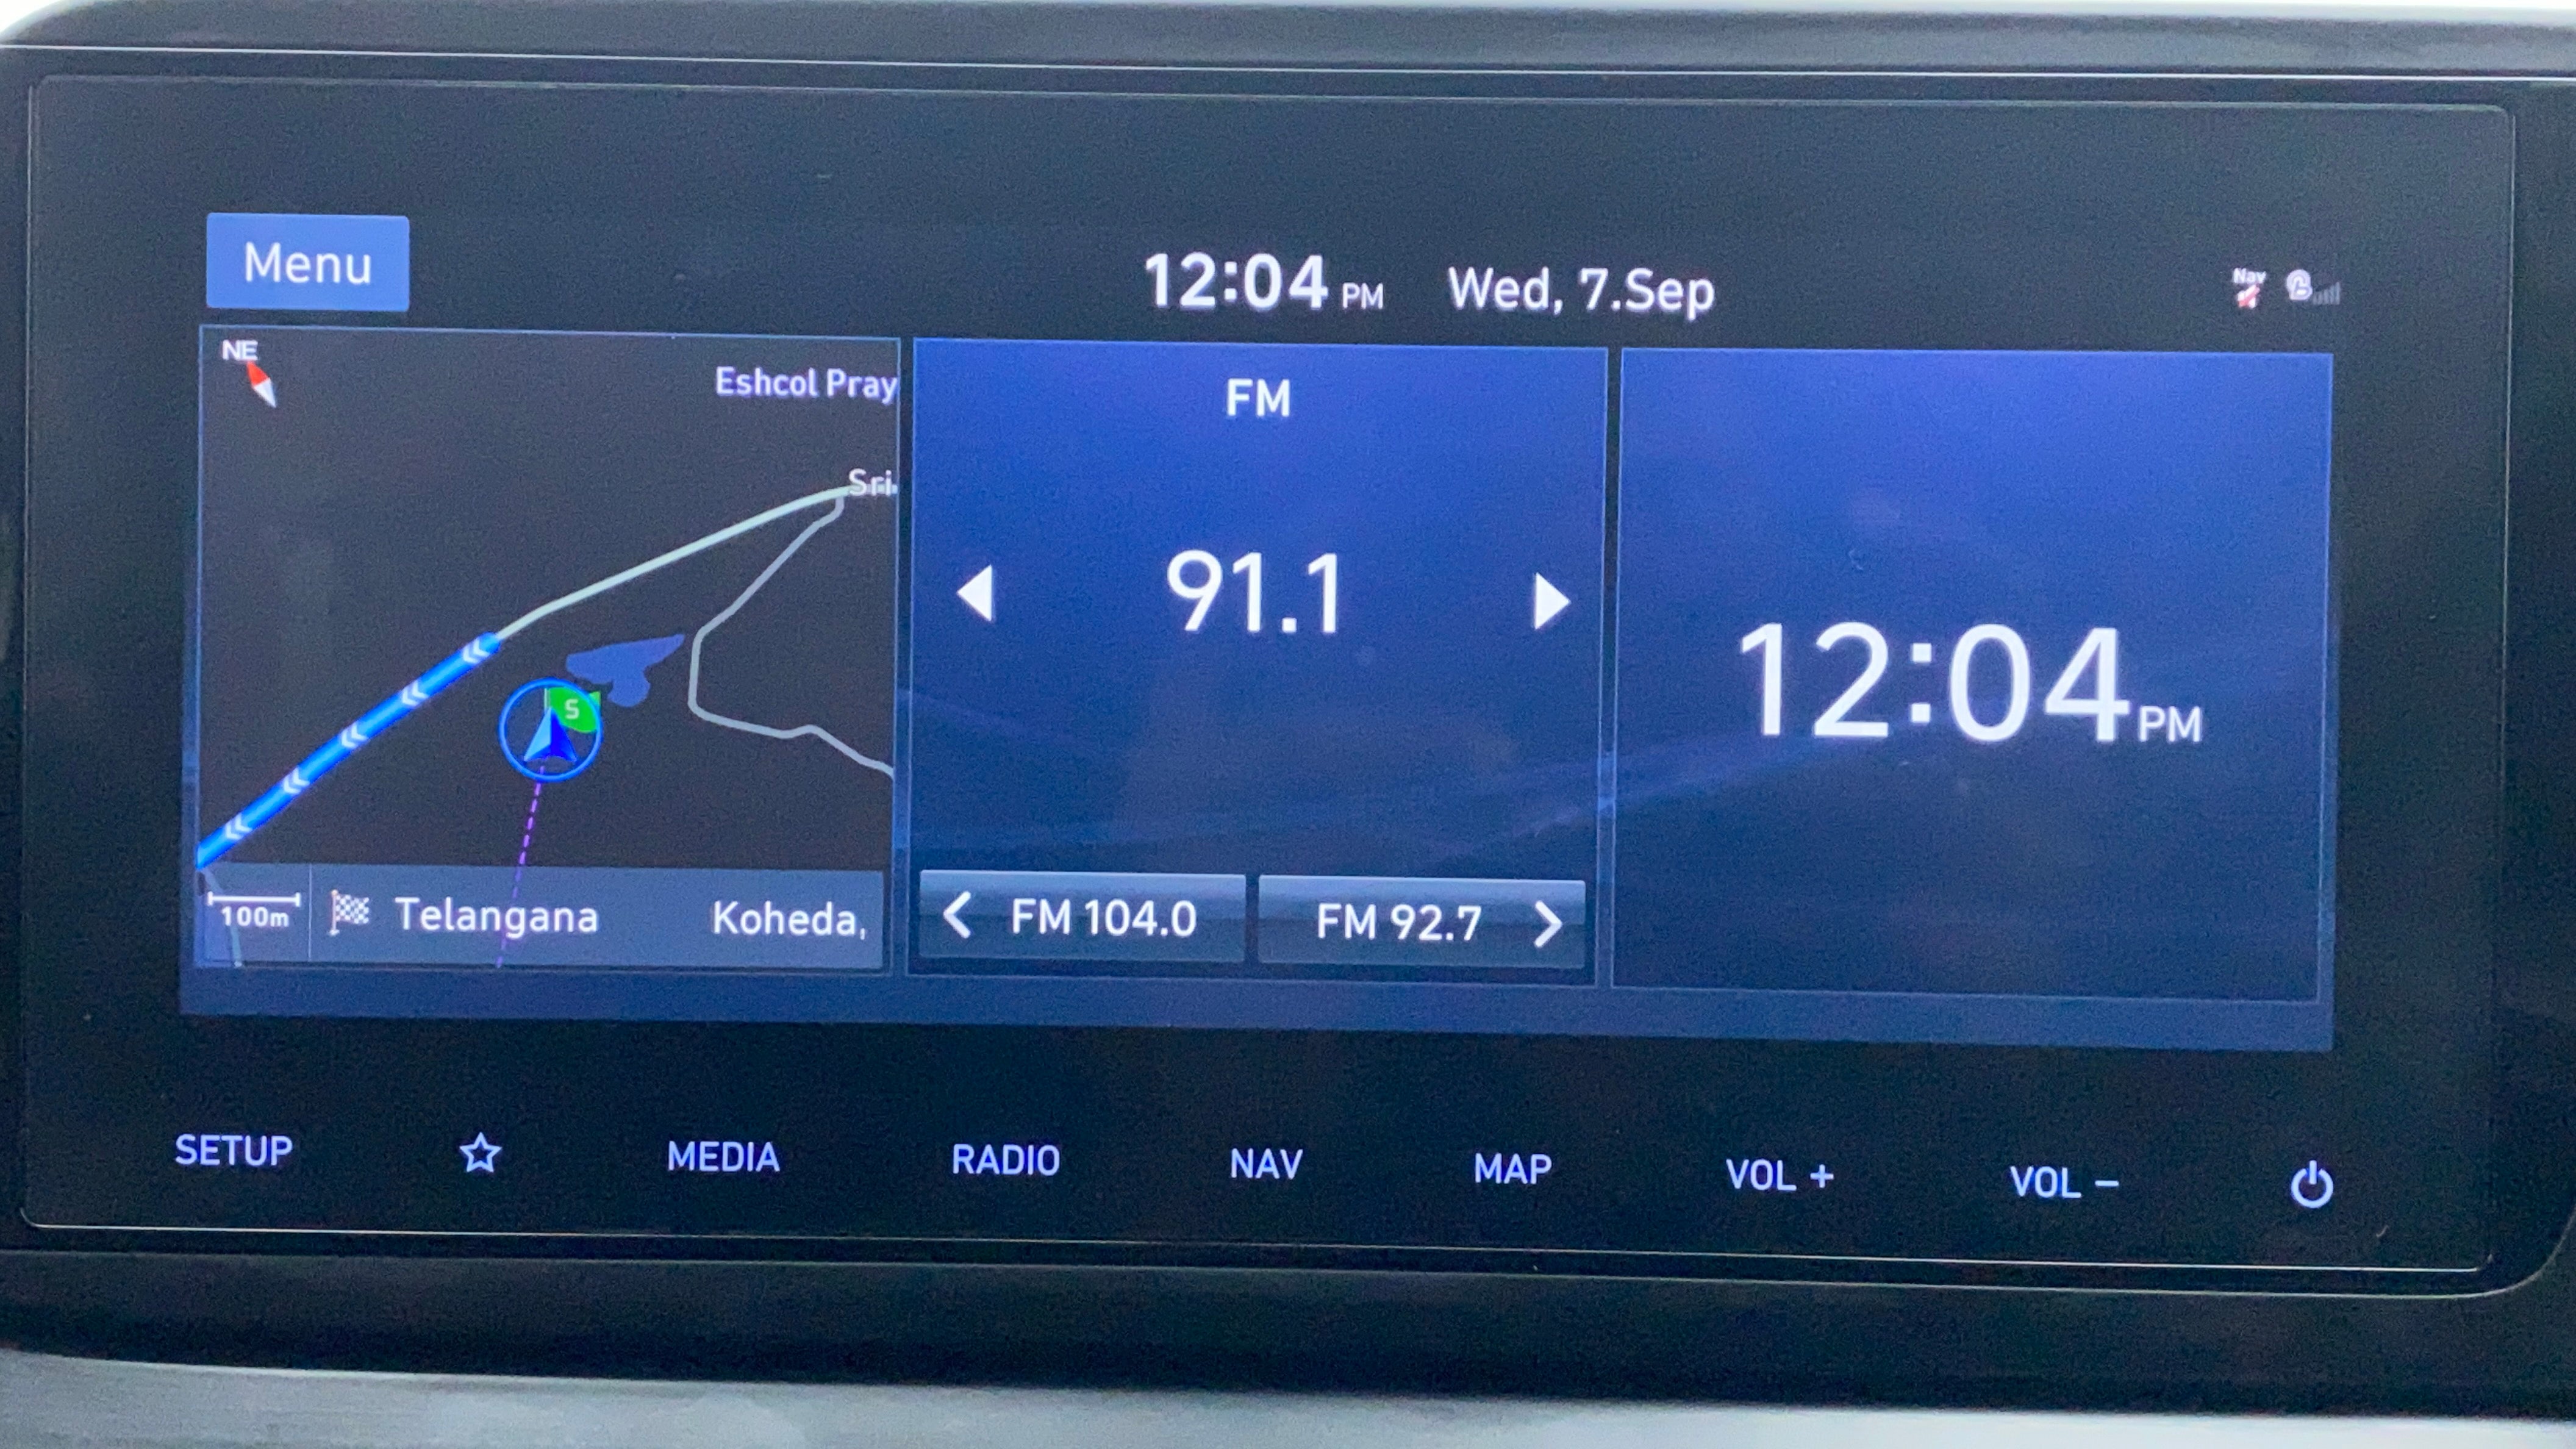 Menu
12:04 PM Wed, 7.Sep
Nav
NE
Eshcol Pray
Sri.
S
100m
Telangana Koheda,
FM
91.1
FM 104.0
FM 92.7
12:04 PM
SETUP
MEDIA
RADIO
NAV
MAP
VOL +
VOL −